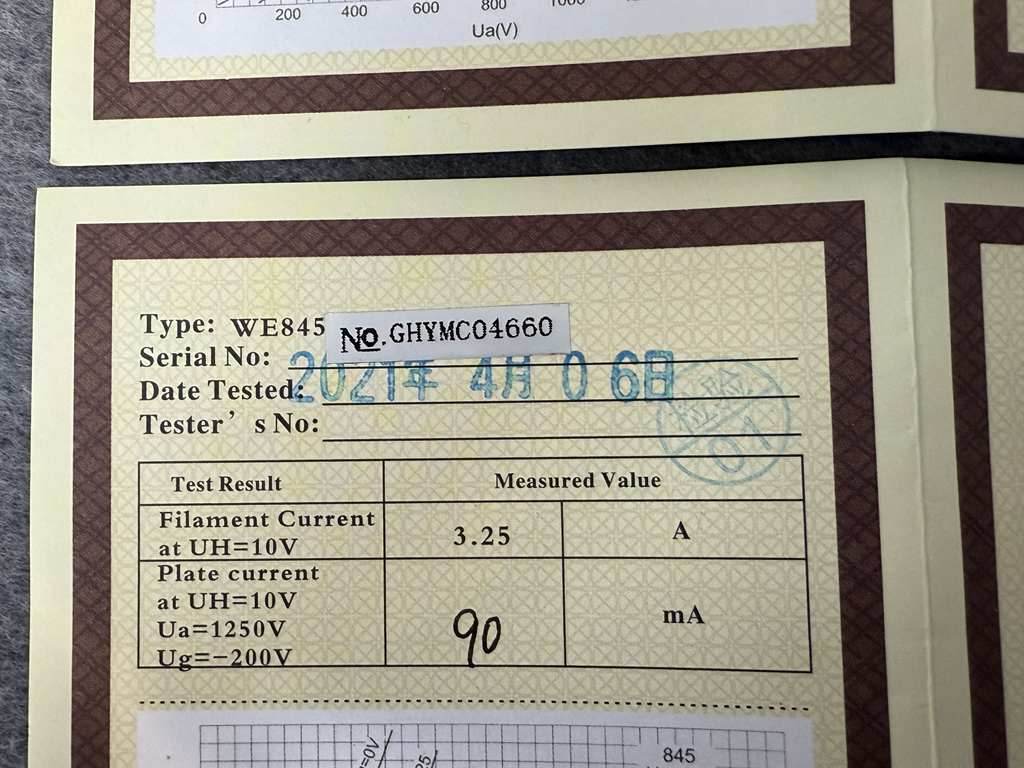 0 200 400 600 800 1000
Ua(V)
Type: WE845
No.GHYMC04660
Serial No:
Date Tested: 2021年 4月 06日
Tester's No:
01
Test Result Measured Value
Filament Current
at UH=10V 3.25 A
Plate current
at UH=10V
Ua=1250V 90 mA
Ug=-200V
845